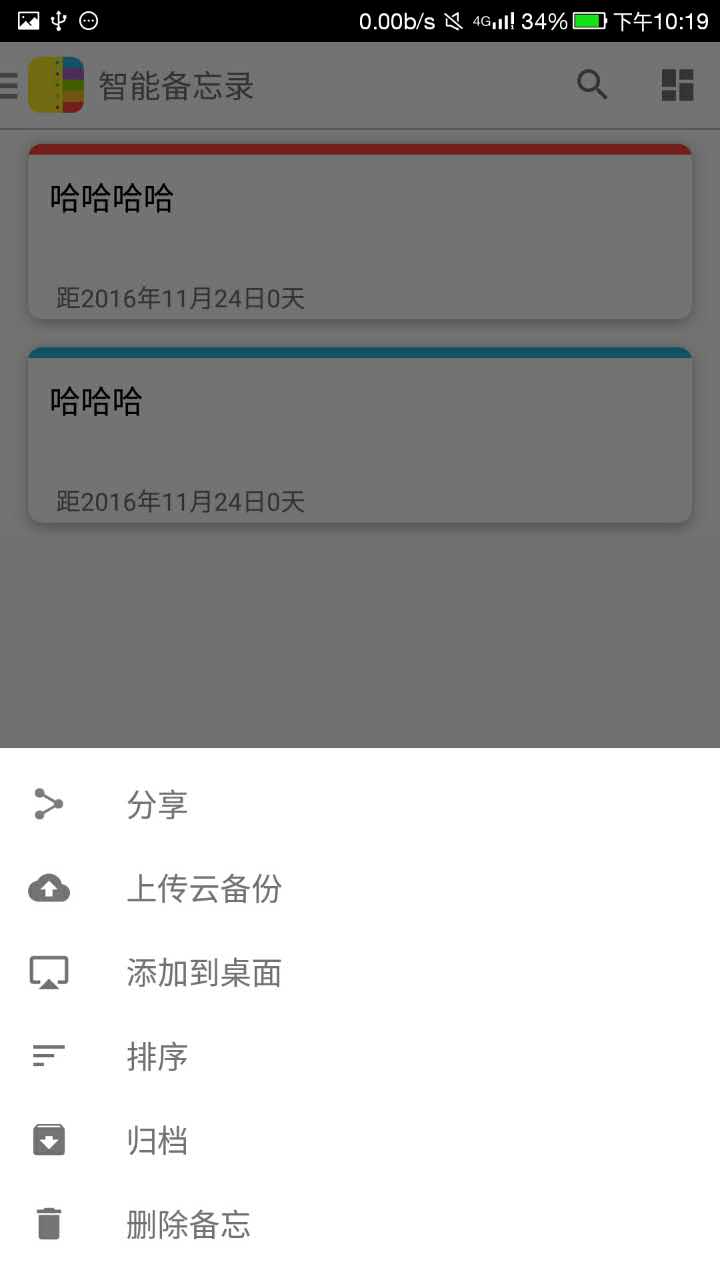 0.00b/s 4G 34% 下午10:19
智能备忘录
哈哈哈哈
距2016年11月24日0天
哈哈哈
距2016年11月24日0天
分享
上传云备份
添加到桌面
排序
归档
删除备忘